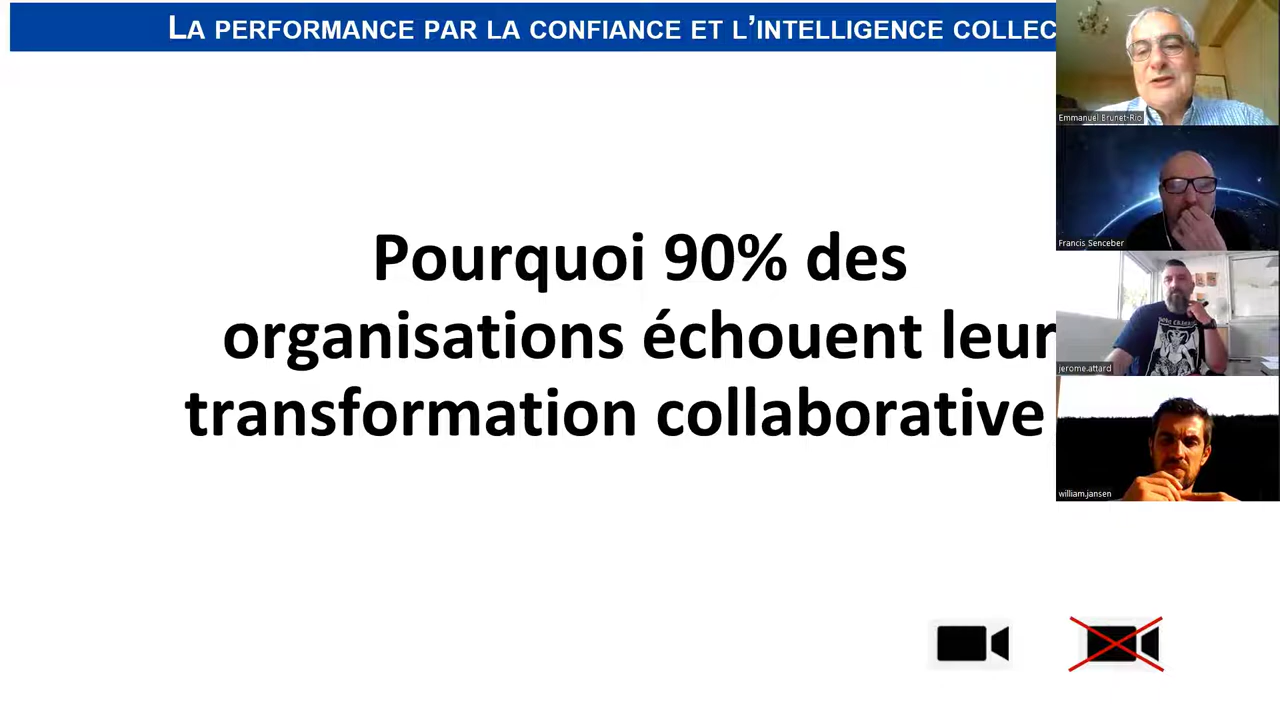 LA PERFORMANCE PAR LA CONFIANCE ET L'INTELLIGENCE COLLEC
Pourquoi 90% des
organisations échouent leur
transformation collaborative
Emmanuel Brunet-Rio
Francis Senceber
jerome.attard
william.jansen